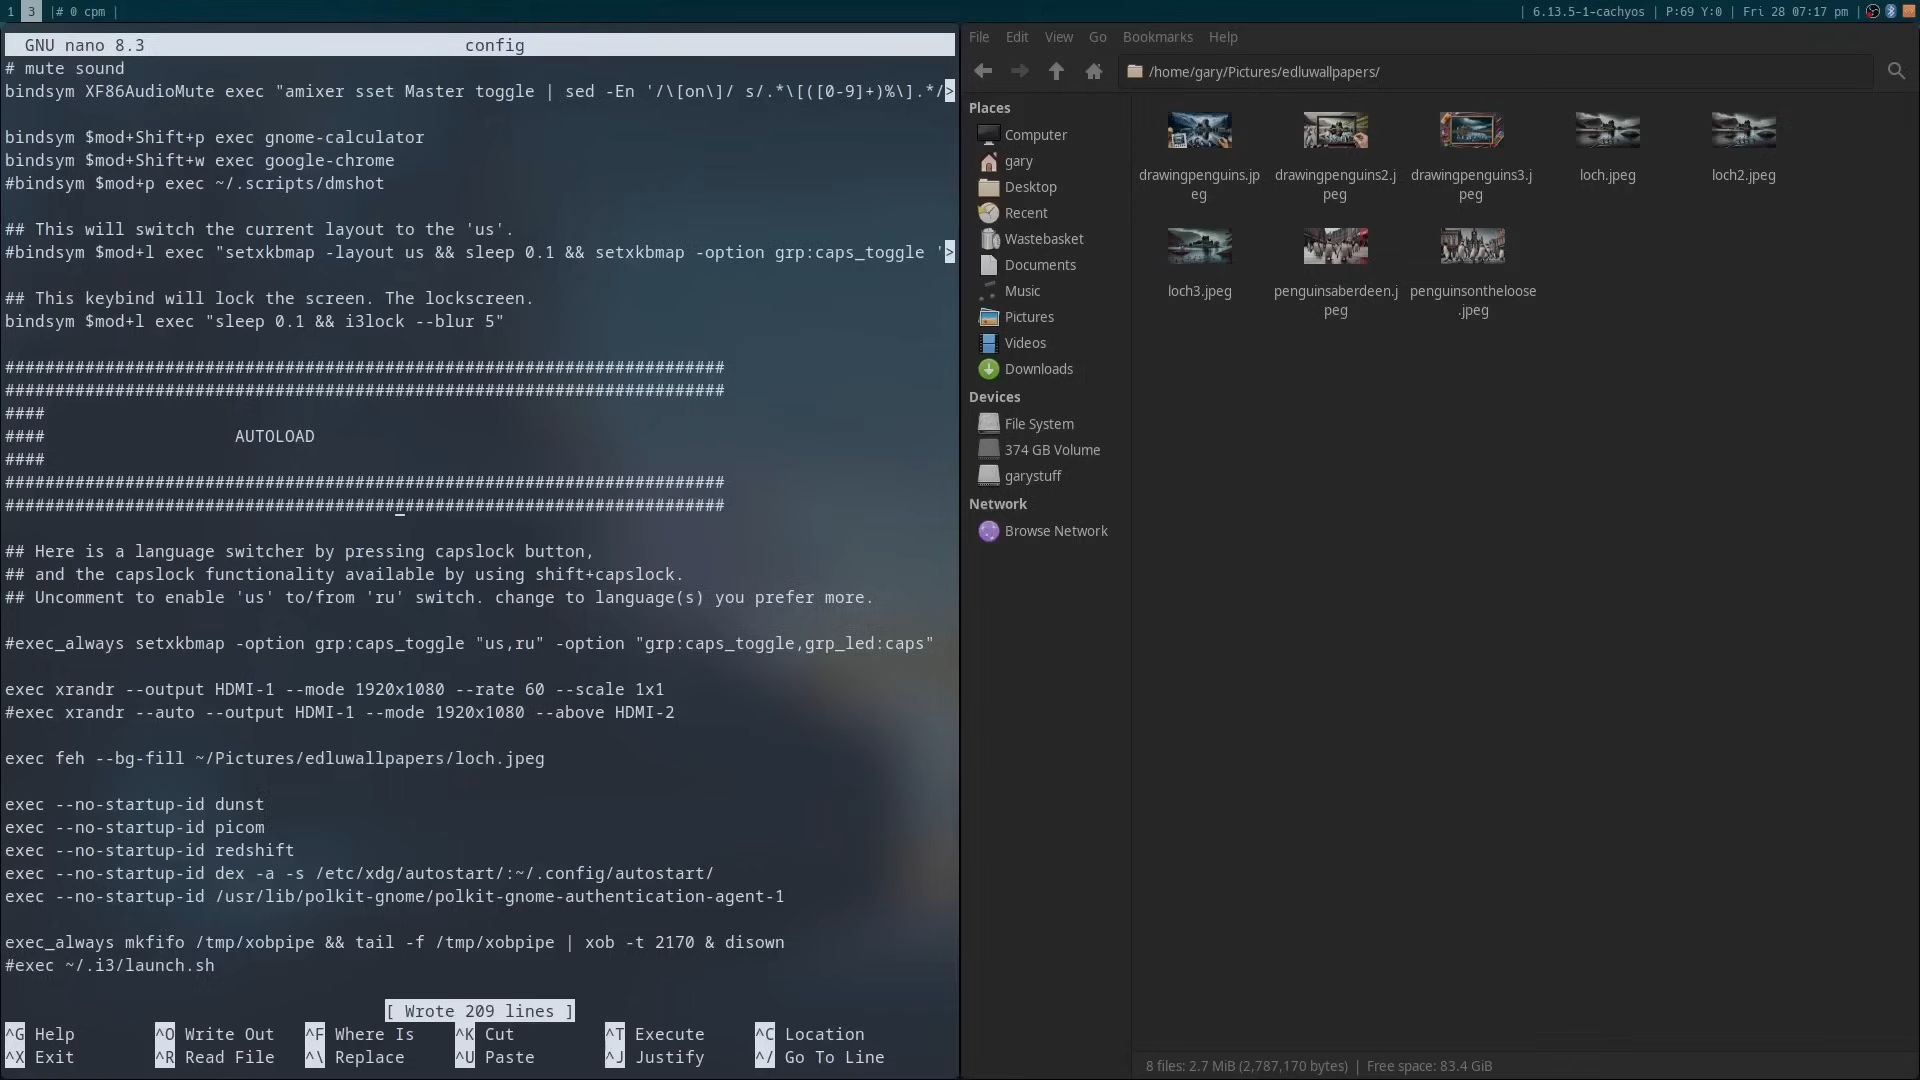 1 3 |# 0 cpm |
| 6.13.5-1-cachyos | P:69 Y:0 | Fri 28 07:17 pm |
GNU nano 8.3 config
# mute sound
bindsym XF86AudioMute exec "amixer sset Master toggle | sed -En '/\[on\]/ s/.*\[([0-9]+)%\].*/>
bindsym $mod+Shift+p exec gnome-calculator
bindsym $mod+Shift+w exec google-chrome
#bindsym $mod+p exec ~/.scripts/dmshot
## This will switch the current layout to the 'us'.
#bindsym $mod+l exec "setxkbmap -layout us && sleep 0.1 && setxkbmap -option grp:caps_toggle '>
## This keybind will lock the screen. The lockscreen.
bindsym $mod+l exec "sleep 0.1 && i3lock --blur 5"
########################################################################
########################################################################
####
#### AUTOLOAD
####
########################################################################
########################################################################
## Here is a language switcher by pressing capslock button,
## and the capslock functionality available by using shift+capslock.
## Uncomment to enable 'us' to/from 'ru' switch. change to language(s) you prefer more.
#exec_always setxkbmap -option grp:caps_toggle "us,ru" -option "grp:caps_toggle,grp_led:caps"
exec xrandr --output HDMI-1 --mode 1920x1080 --rate 60 --scale 1x1
#exec xrandr --auto --output HDMI-1 --mode 1920x1080 --above HDMI-2
exec feh --bg-fill ~/Pictures/edluwallpapers/loch.jpeg
exec --no-startup-id dunst
exec --no-startup-id picom
exec --no-startup-id redshift
exec --no-startup-id dex -a -s /etc/xdg/autostart/:~/.config/autostart/
exec --no-startup-id /usr/lib/polkit-gnome/polkit-gnome-authentication-agent-1
exec_always mkfifo /tmp/xobpipe && tail -f /tmp/xobpipe | xob -t 2170 & disown
#exec ~/.i3/launch.sh
[ Wrote 209 lines ]
^G Help ^O Write Out ^F Where Is ^K Cut ^T Execute ^C Location
^X Exit ^R Read File ^\ Replace ^U Paste ^J Justify ^/ Go To Line
File Edit View Go Bookmarks Help
/home/gary/Pictures/edluwallpapers/
Places
Computer
gary
Desktop
Recent
Wastebasket
Documents
Music
Pictures
Videos
Downloads
Devices
File System
374 GB Volume
garystuff
Network
Browse Network
drawingpenguins.jp
eg
drawingpenguins2.j
peg
drawingpenguins3.j
peg
loch.jpeg
loch2.jpeg
loch3.jpeg
penguinsaberdeen.j
peg
penguinsontheloose
.jpeg
8 files: 2.7 MiB (2,787,170 bytes) | Free space: 83.4 GiB